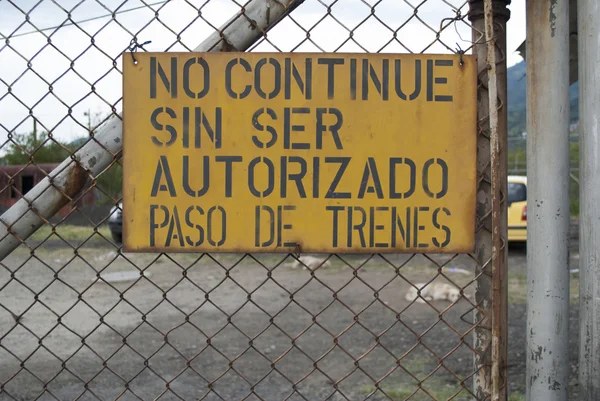 NO CONTINUE
SIN SER
AUTORIZADO
PASO DE TRENES